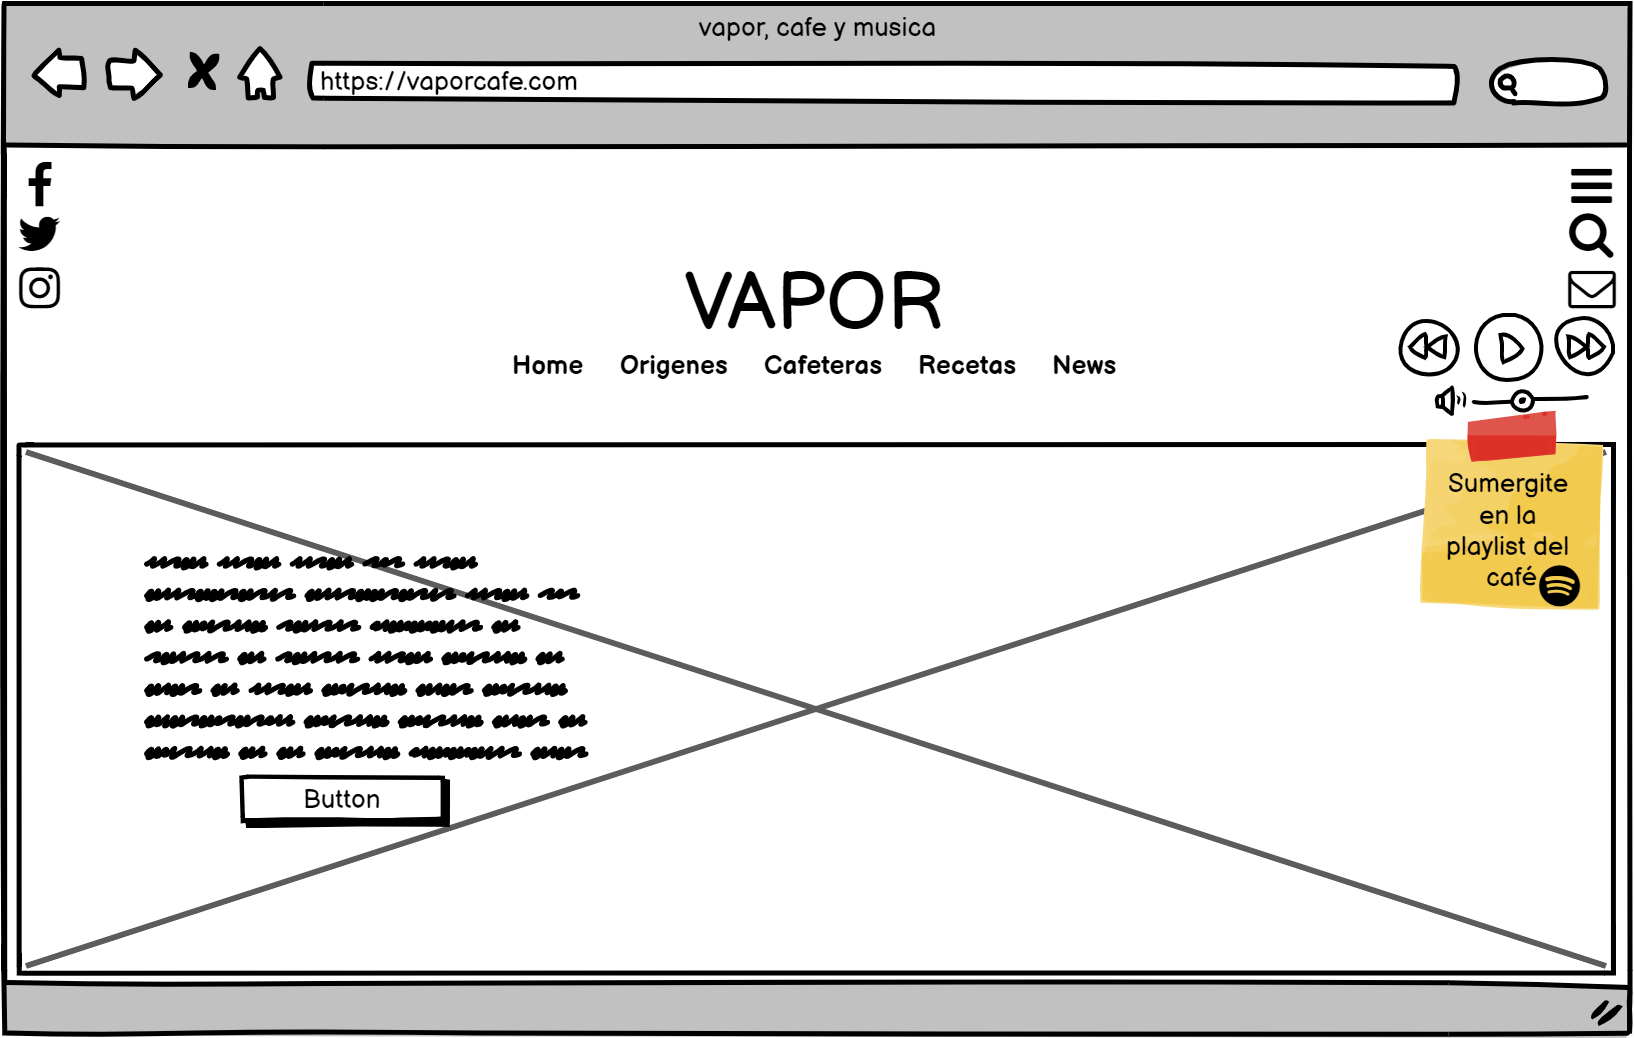 vapor, cafe y musica
https://vaporcafe.com
VAPOR
Home Origenes Cafeteras Recetas News
Sumergite
en la
playlist del
café
Button